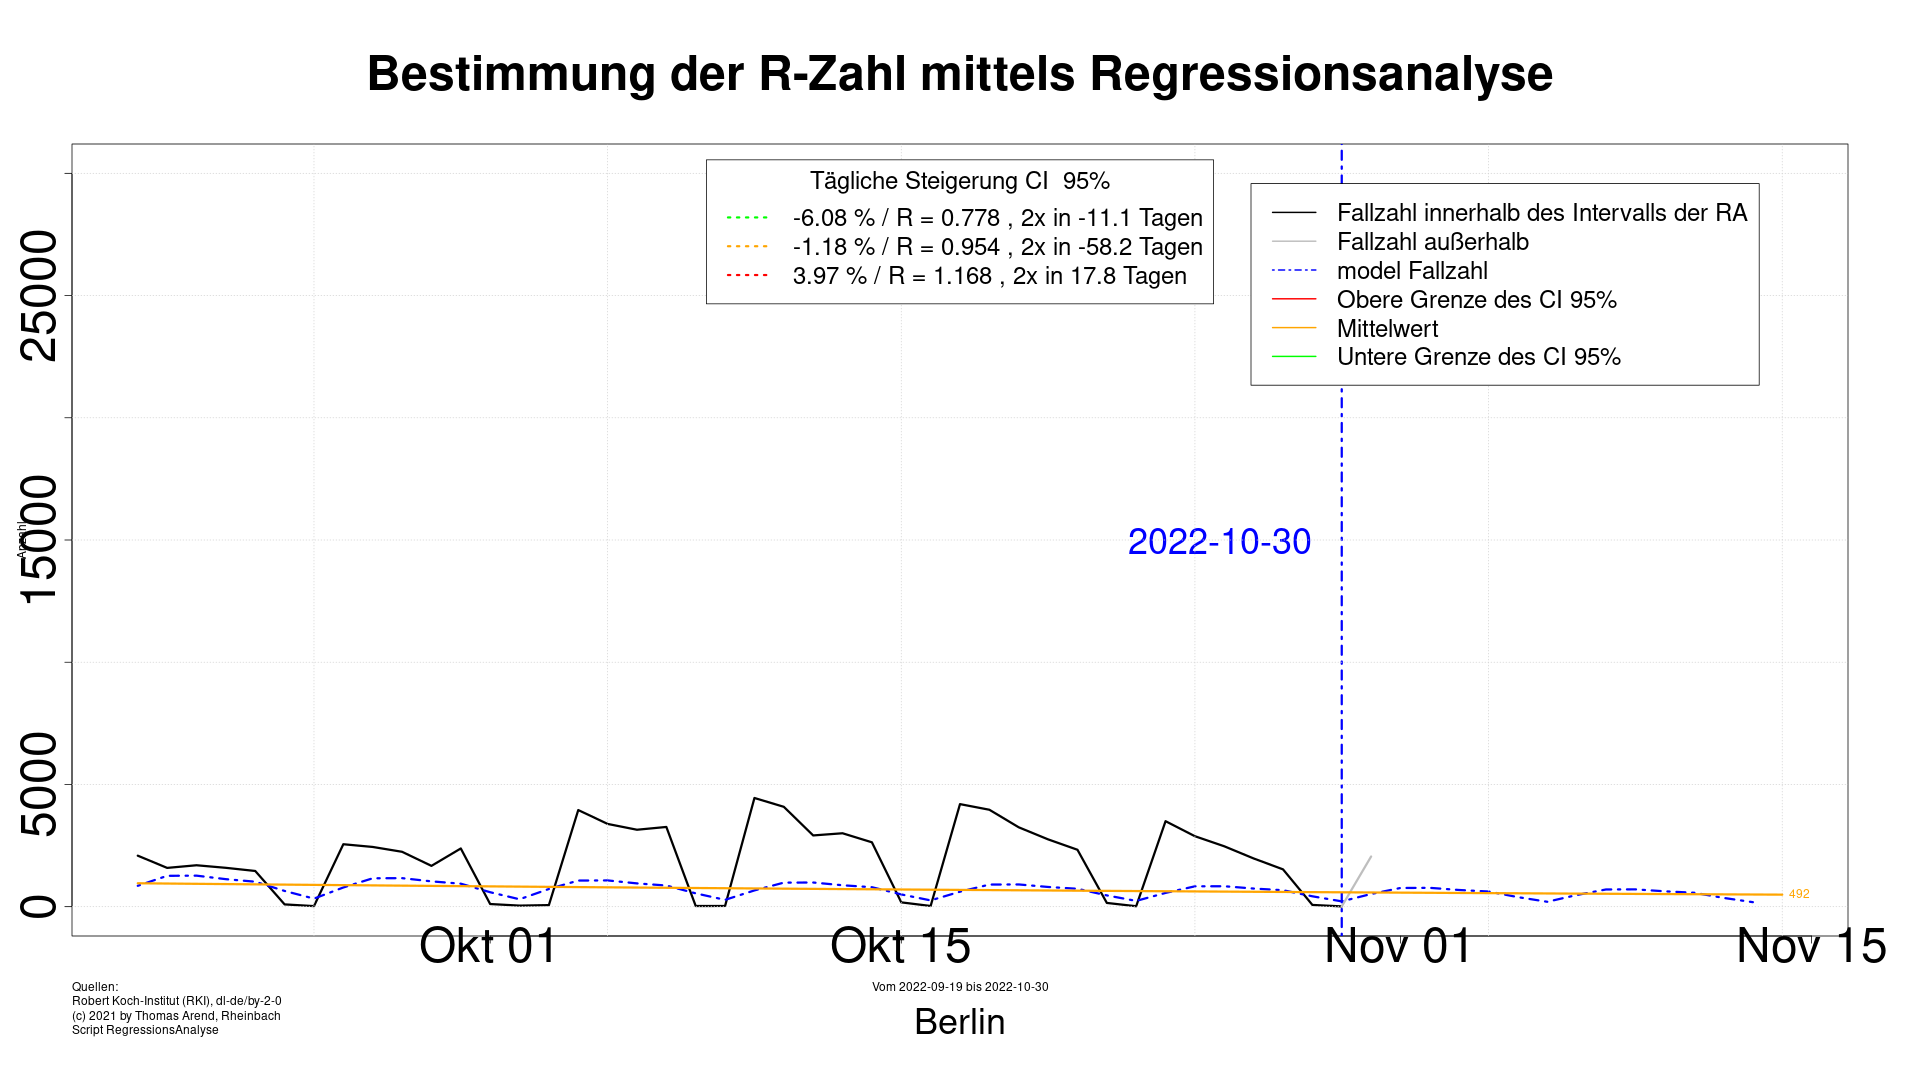 Bestimmung der R-Zahl mittels Regressionsanalyse
Tägliche Steigerung CI  95%
-6.08 % / R = 0.778 , 2x in -11.1 Tagen
-1.18 % / R = 0.954 , 2x in -58.2 Tagen
3.97 % / R = 1.168 , 2x in 17.8 Tagen
Fallzahl innerhalb des Intervalls der RA
Fallzahl außerhalb
model Fallzahl
Obere Grenze des CI 95%
Mittelwert
Untere Grenze des CI 95%
25000
15000
5000
0
Anzahl
2022-10-30
492
Okt 01
Okt 15
Nov 01
Nov 15
Quellen:
Robert Koch-Institut (RKI), dl-de/by-2-0
(c) 2021 by Thomas Arend, Rheinbach
Script RegressionsAnalyse
Vom 2022-09-19 bis 2022-10-30
Berlin